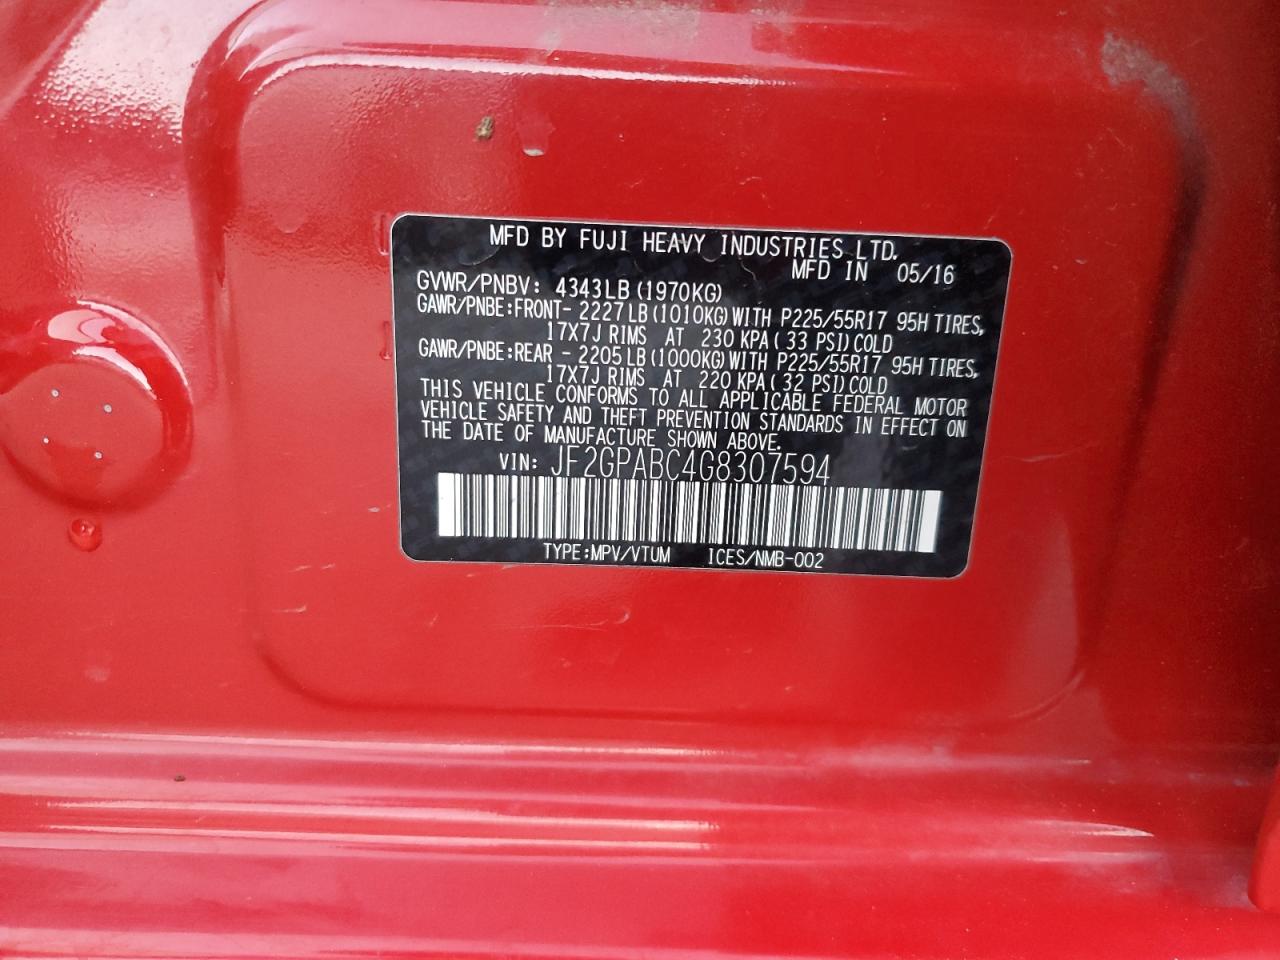 MFD BY FUJI HEAVY INDUSTRIES LTD.
MFD IN 05/16
GVWR/PNBV: 4343LB (1970KG)
GAWR/PNBE:FRONT- 2227LB (1010KG) WITH P225/55R17 95H TIRES,
17X7J RIMS AT 230 KPA ( 33 PSI) COLD
GAWR/PNBE:REAR - 2205LB (1000KG) WITH P225/55R17 95H TIRES,
17X7J RIMS AT 220 KPA ( 32 PSI) COLD
THIS VEHICLE CONFORMS TO ALL APPLICABLE FEDERAL MOTOR
VEHICLE SAFETY AND THEFT PREVENTION STANDARDS IN EFFECT ON
THE DATE OF MANUFACTURE SHOWN ABOVE.
VIN: JF2GPABC4G8307594
TYPE:MPV/VTUM ICES/NMB-002